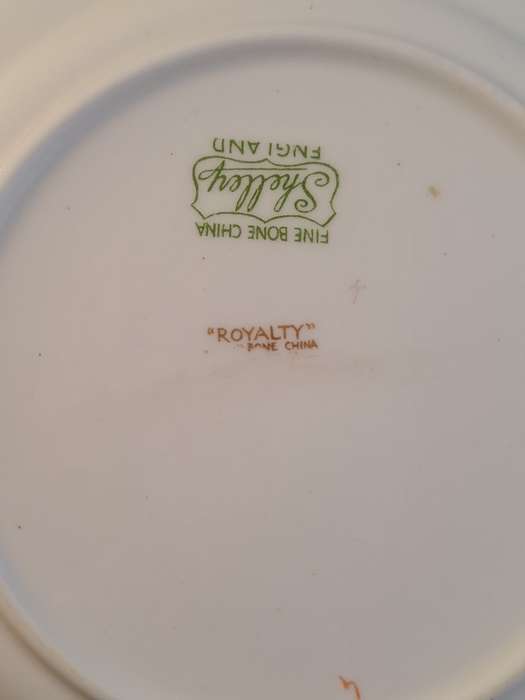 FINE BONE CHINA
Shelley
ENGLAND
"ROYALTY"
BONE CHINA